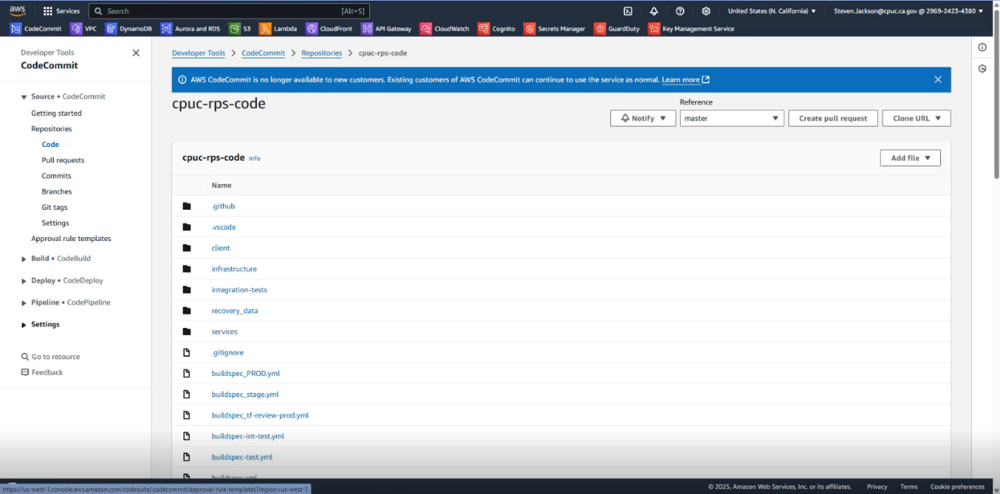 aws Services Search [Alt+S] United States (N. California) Steven.Jackson@cpuc.ca.gov @ 2969-2423-4380
CodeCommit VPC DynamoDB Aurora and RDS S3 Lambda CloudFront API Gateway CloudWatch Cognito Secrets Manager GuardDuty Key Management Service
Developer Tools
CodeCommit
Source • CodeCommit
Getting started
Repositories
Code
Pull requests
Commits
Branches
Git tags
Settings
Approval rule templates
Build • CodeBuild
Deploy • CodeDeploy
Pipeline • CodePipeline
Settings
Go to resource
Feedback
Developer Tools > CodeCommit > Repositories > cpuc-rps-code
AWS CodeCommit is no longer available to new customers. Existing customers of AWS CodeCommit can continue to use the service as normal. Learn more
cpuc-rps-code
Reference
Notify master Create pull request Clone URL
cpuc-rps-code Info Add file
Name
.github
.vscode
client
infrastructure
integration-tests
recovery_data
services
.gitignore
buildspec_PROD.yml
buildspec_stage.yml
buildspec_tf-review-prod.yml
buildspec-int-test.yml
buildspec-test.yml
buildspec.yml
https://us-west-1.console.aws.amazon.com/codesuite/codecommit/approval-rule-templates?region=us-west-1
© 2025, Amazon Web Services, Inc. or its affiliates. Privacy Terms Cookie preferences